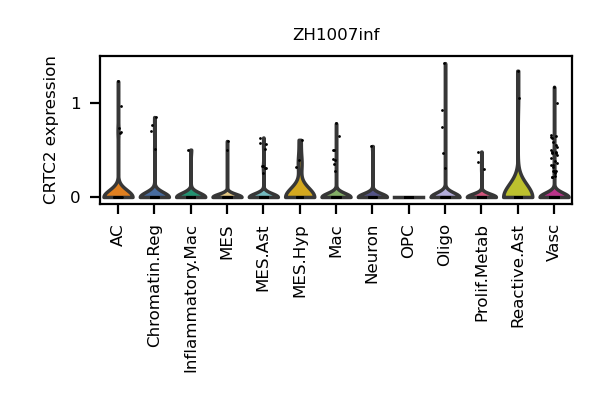 ZH1007inf
CRTC2 expression
1
0
AC
Chromatin.Reg
Inflammatory.Mac
MES
MES.Ast
MES.Hyp
Mac
Neuron
OPC
Oligo
Prolif.Metab
Reactive.Ast
Vasc